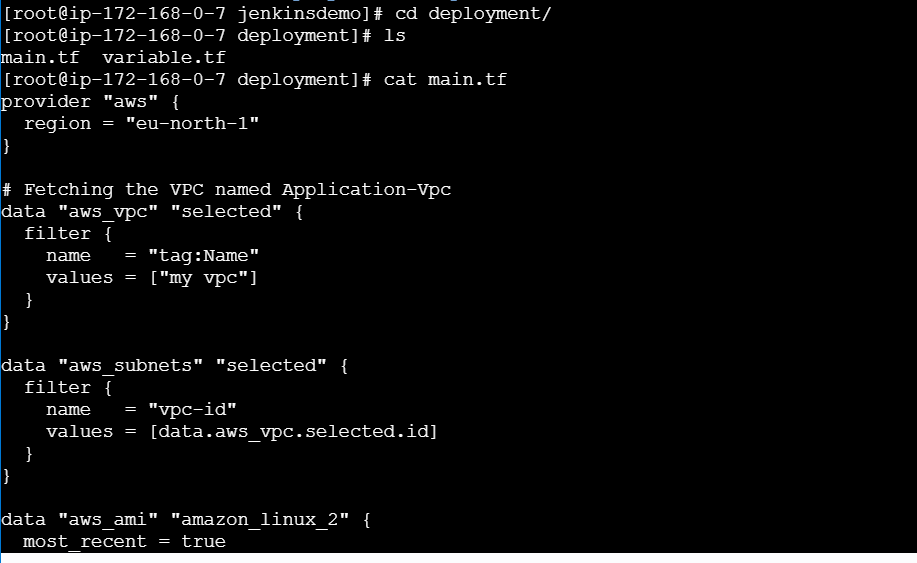 [root@ip-172-168-0-7 jenkinsdemo]# cd deployment/
[root@ip-172-168-0-7 deployment]# ls
main.tf  variable.tf
[root@ip-172-168-0-7 deployment]# cat main.tf
provider "aws" {
  region = "eu-north-1"
}

# Fetching the VPC named Application-Vpc
data "aws_vpc" "selected" {
  filter {
    name   = "tag:Name"
    values = ["my vpc"]
  }
}

data "aws_subnets" "selected" {
  filter {
    name   = "vpc-id"
    values = [data.aws_vpc.selected.id]
  }
}

data "aws_ami" "amazon_linux_2" {
  most_recent = true